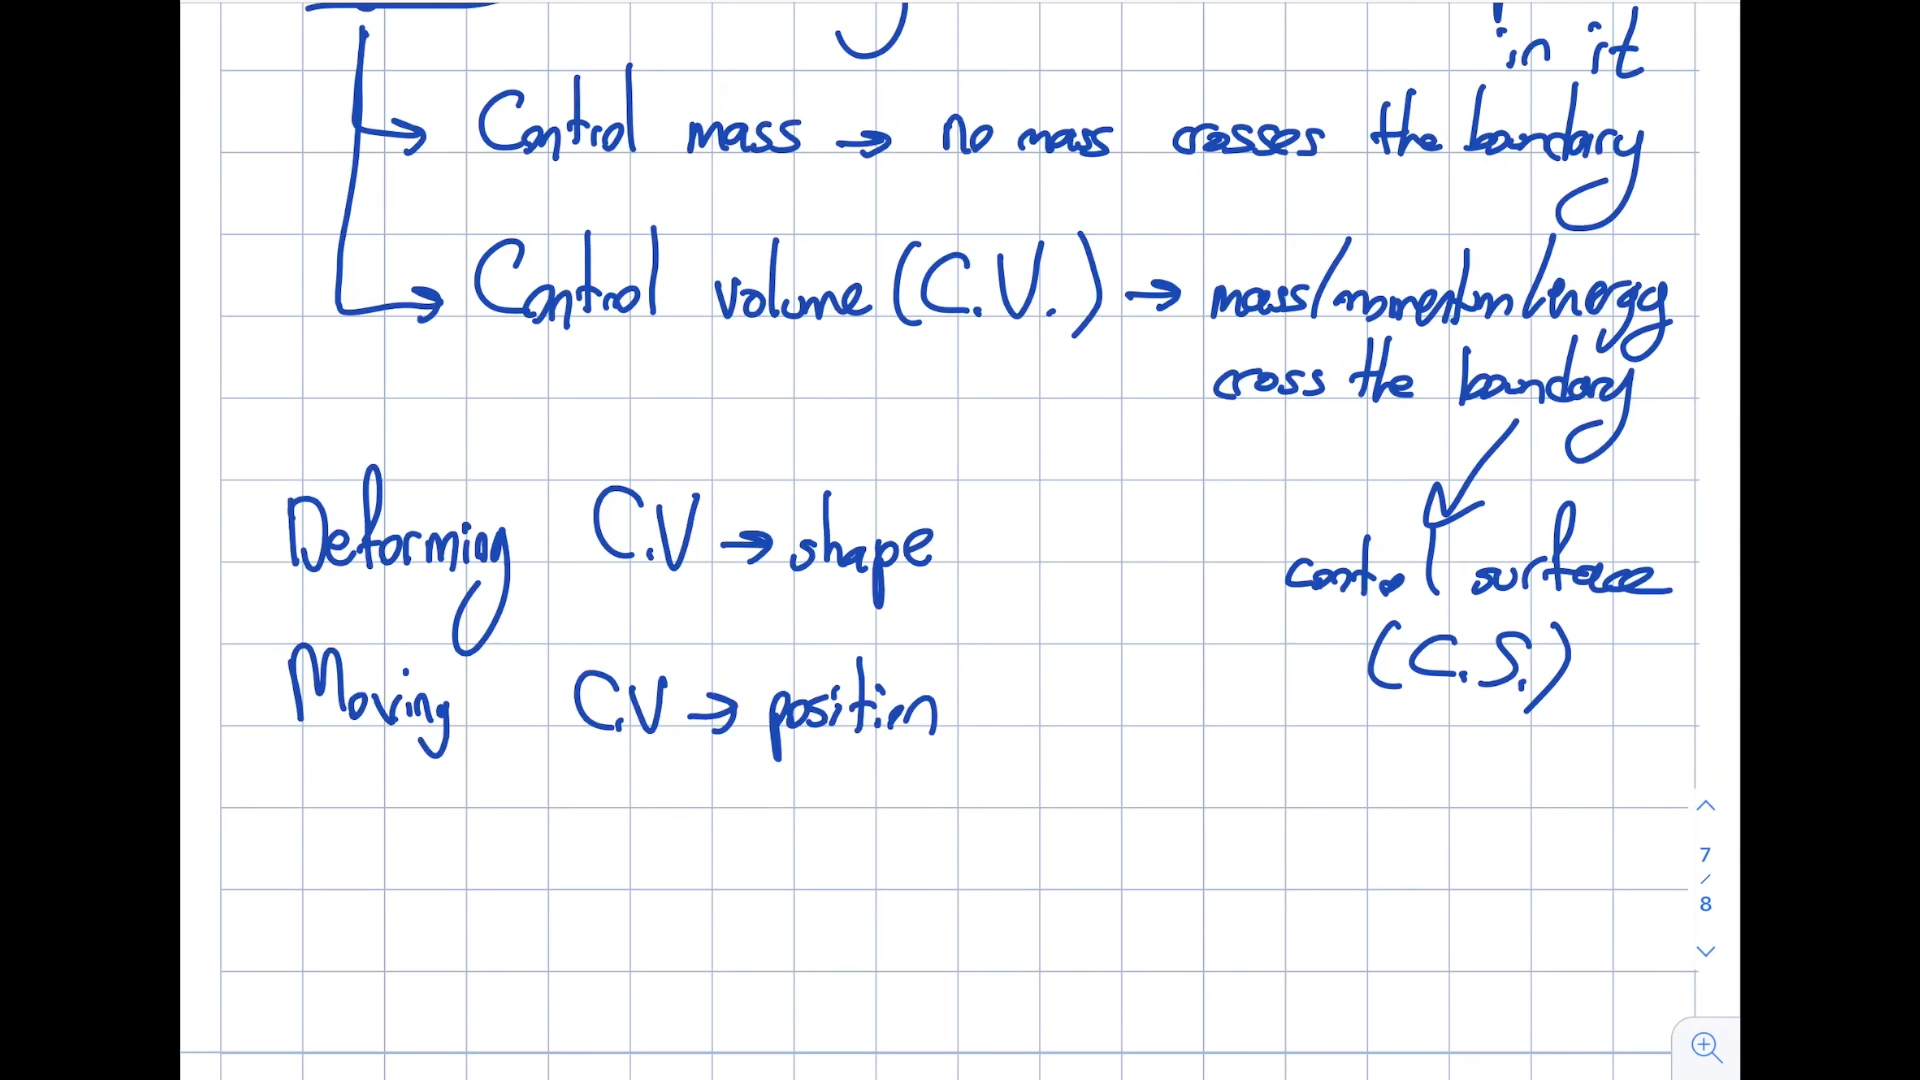 in it
Control mass → no mass crosses the boundary
Control volume (C.V.) → mass/momentum/energy
cross the boundary
Deforming C.V → shape
control surface
(C.S.)
Moving C.V → position
7
/
8